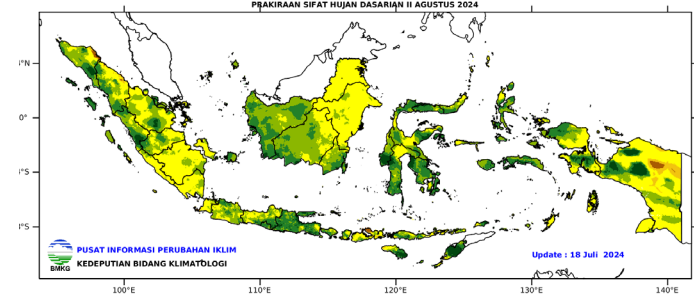 PRAKIRAAN SIFAT HUJAN DASARIAN II AGUSTUS 2024
°N
0°
°S
°S
PUSAT INFORMASI PERUBAHAN IKLIM
KEDEPUTIAN BIDANG KLIMATOLOGI
BMKG
Update : 18 Juli 2024
100°E 110°E 120°E 130°E 140°E